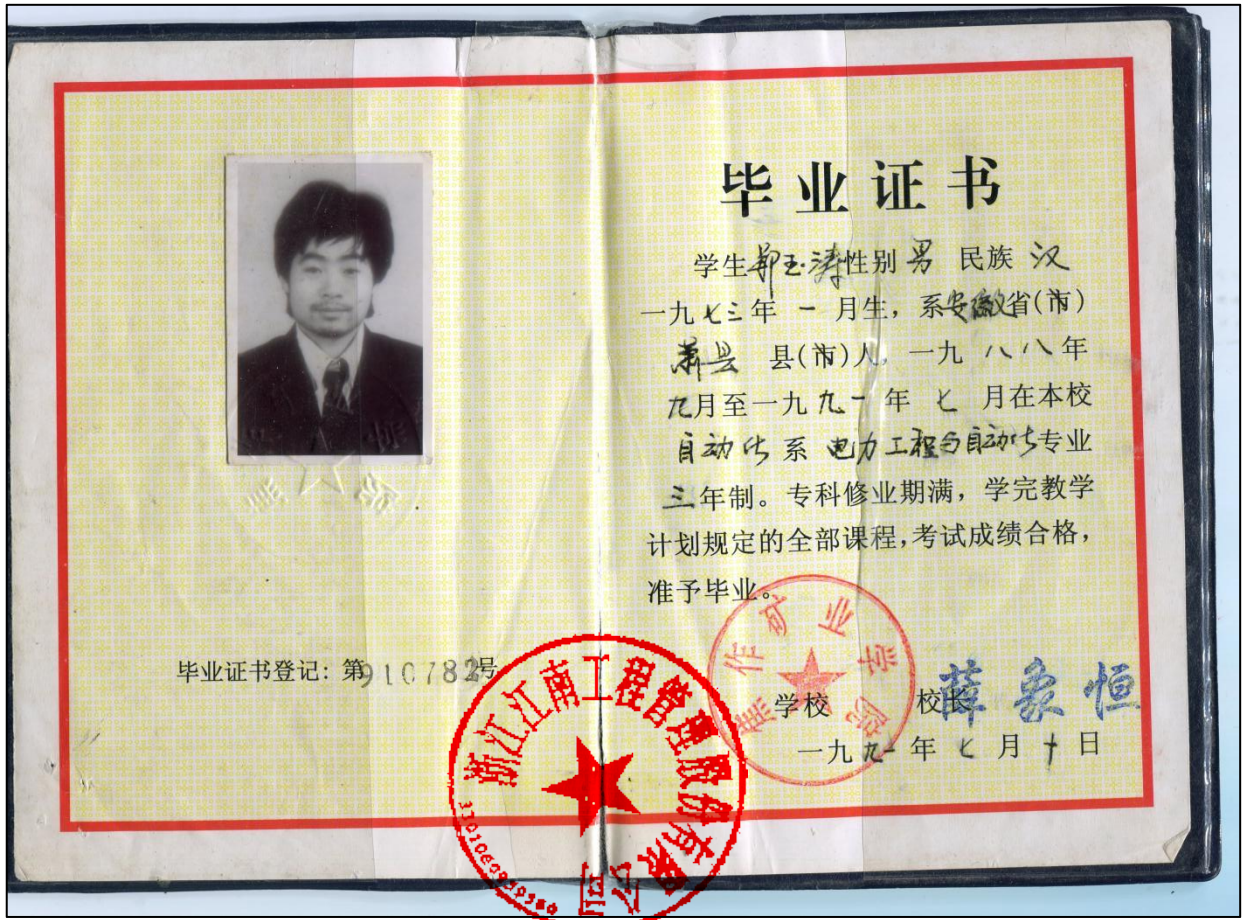 毕业证书
学生郑玉涛性别 男 民族 汉
一九七三年 一 月生，系安徽省(市)
萧县 县(市)人，一九 八八年
九月至一九九一年 七 月在本校
自动化系 电力工程与自动化专业
三年制。专科修业期满，学完教学
计划规定的全部课程，考试成绩合格，
准予毕业。
焦作矿业学院
学校 校长 薛象恒
一九九一年 七 月 十 日
毕业证书登记：第910782号
浙江江南工程管理股份有限公司